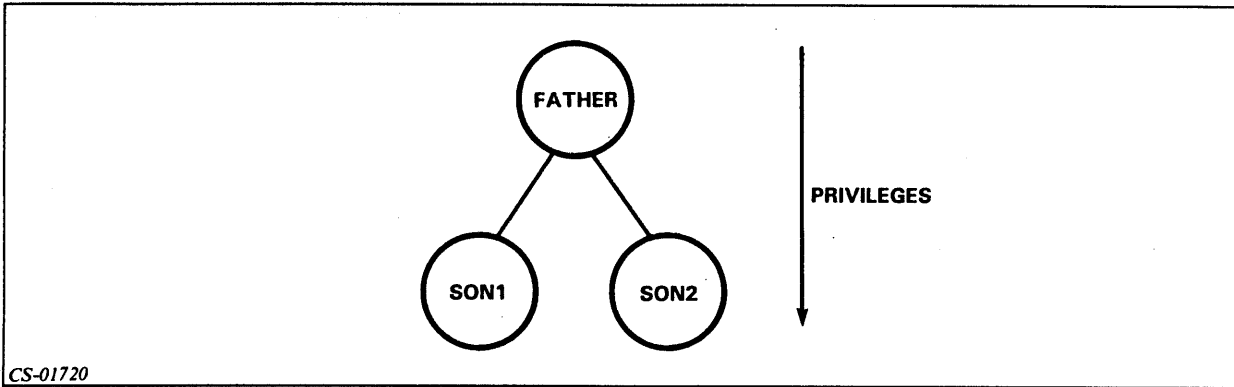 FATHER
PRIVILEGES
SON1
SON2
CS-01720